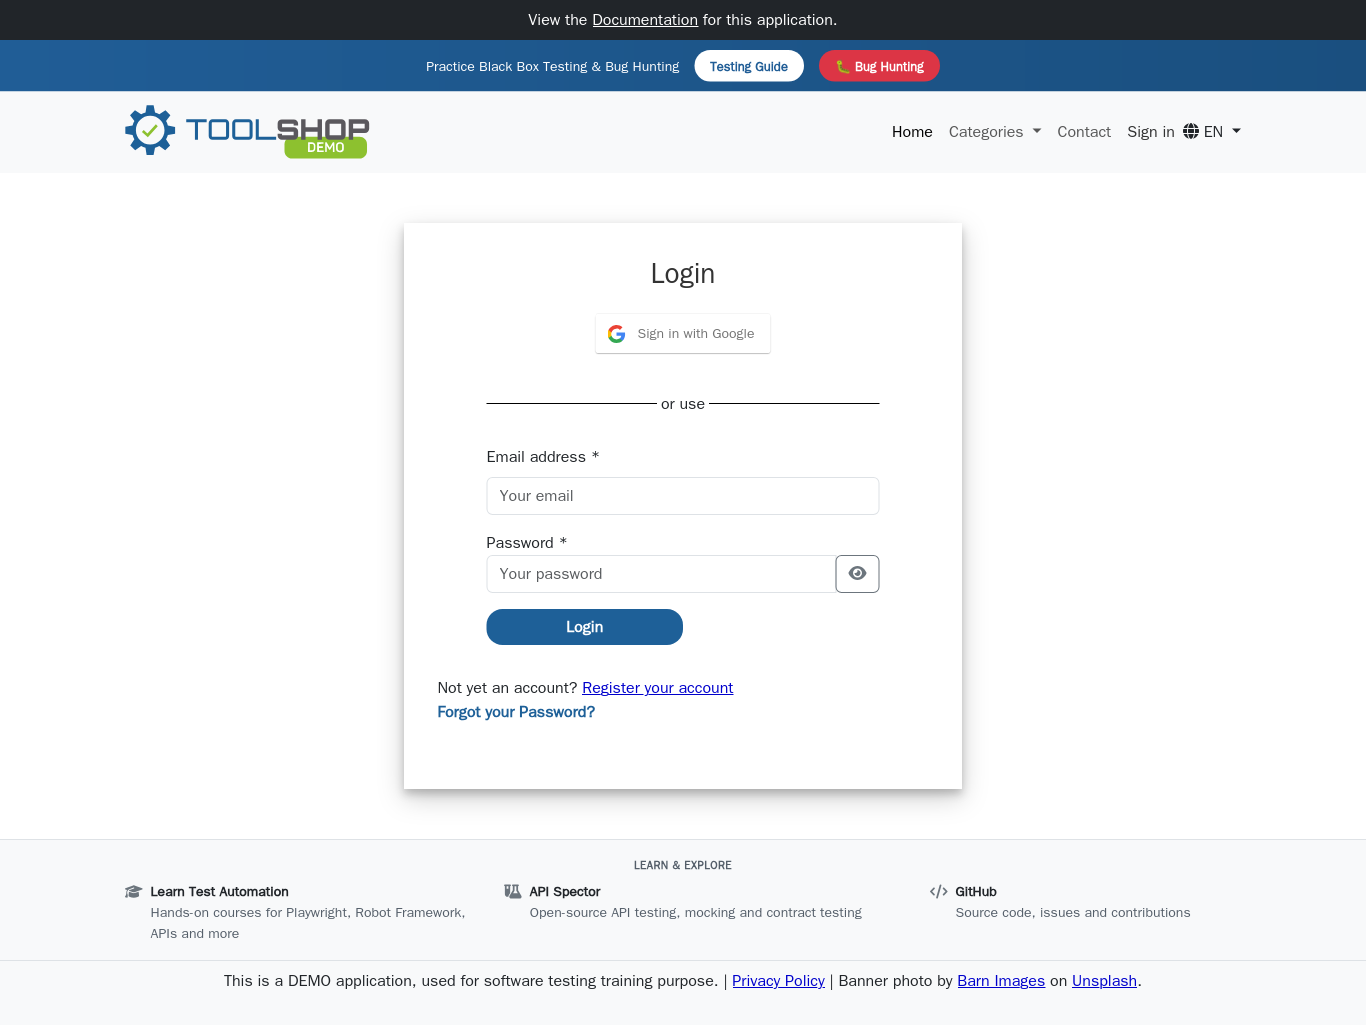 View the Documentation for this application.
Practice Black Box Testing & Bug Hunting Testing Guide 🐛 Bug Hunting
TOOLSHOP
DEMO
Home Categories Contact Sign in EN
Login
Sign in with Google
or use
Email address *
Your email
Password *
Your password
Login
Not yet an account? Register your account
Forgot your Password?
LEARN & EXPLORE
Learn Test Automation
Hands-on courses for Playwright, Robot Framework,
APIs and more
API Spector
Open-source API testing, mocking and contract testing
GitHub
Source code, issues and contributions
This is a DEMO application, used for software testing training purpose. | Privacy Policy | Banner photo by Barn Images on Unsplash.